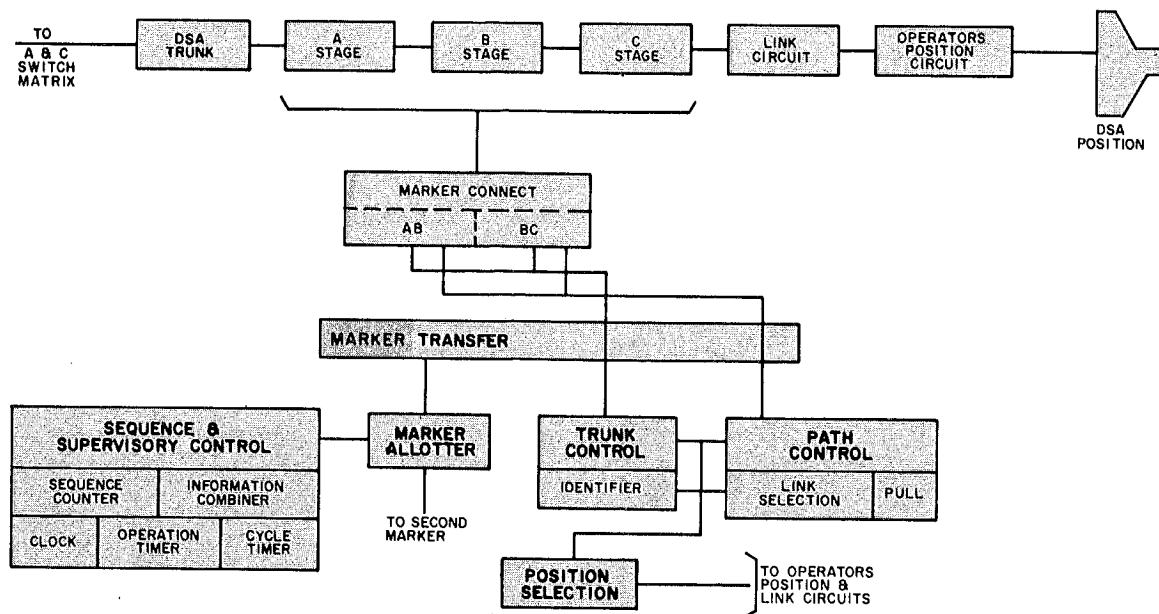 TO
A & C
SWITCH
MATRIX
DSA
TRUNK
A
STAGE
B
STAGE
C
STAGE
LINK
CIRCUIT
OPERATORS
POSITION
CIRCUIT
DSA
POSITION
MARKER CONNECT
AB
BC
MARKER TRANSFER
SEQUENCE &
SUPERVISORY CONTROL
SEQUENCE
COUNTER
INFORMATION
COMBINER
CLOCK
OPERATION
TIMER
CYCLE
TIMER
MARKER
ALLOTTER
TO SECOND
MARKER
TRUNK
CONTROL
IDENTIFIER
PATH
CONTROL
LINK
SELECTION
PULL
POSITION
SELECTION
TO OPERATORS
POSITION &
LINK CIRCUITS